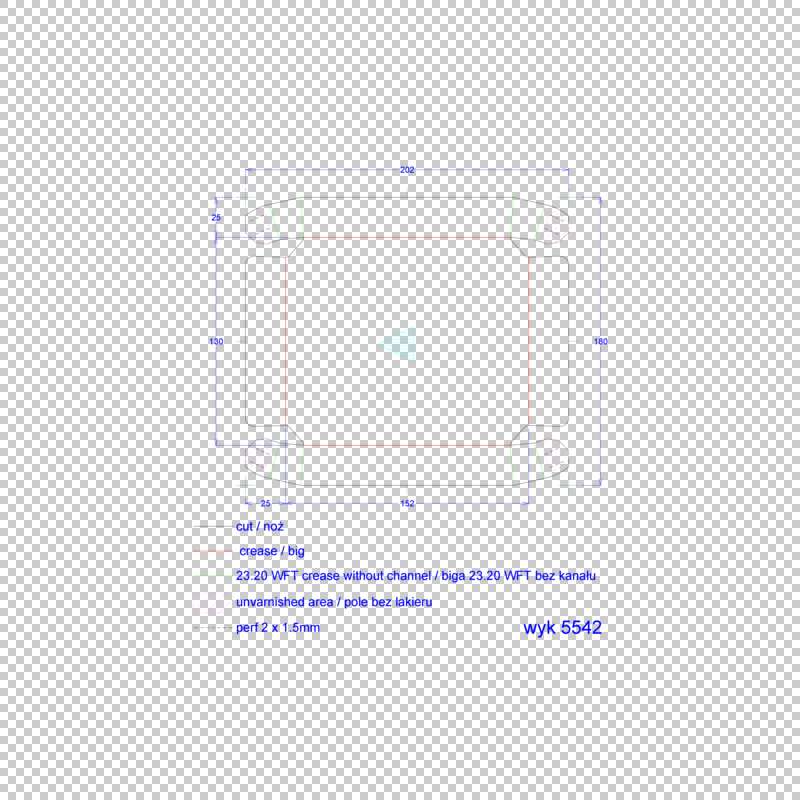 202
25
130
180
25
152
cut / noż
crease / big
23.20 WFT crease without channel / biga 23.20 WFT bez kanału
unvarnished area / pole bez lakieru
perf 2 x 1.5mm
wyk 5542